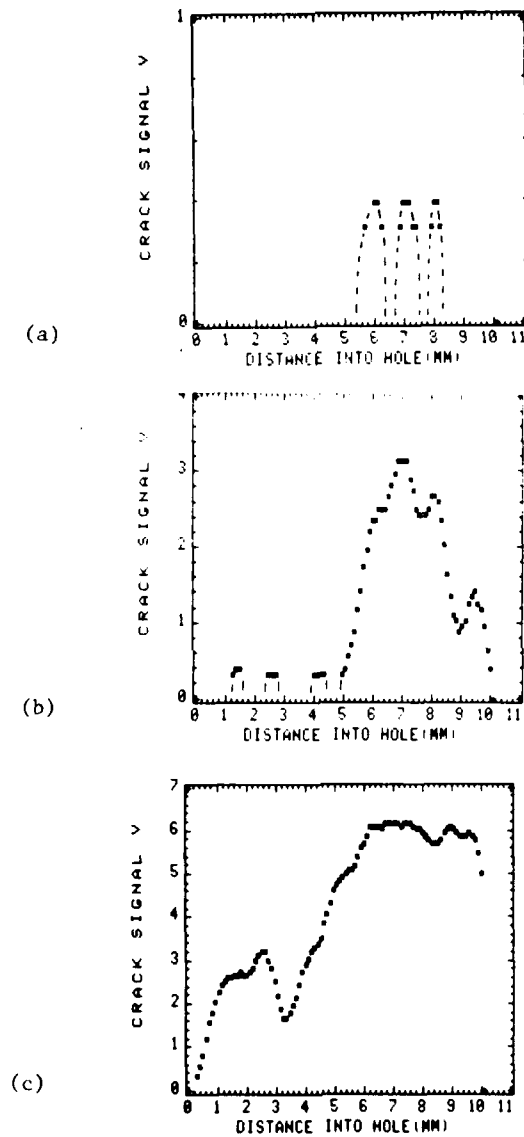 1
CRACK SIGNAL V
0
(a)
0 1 2 3 4 5 6 7 8 9 10 11
DISTANCE INTO HOLE(MM)
4
CRACK SIGNAL V
3
2
1
0
(b)
0 1 2 3 4 5 6 7 8 9 10 11
DISTANCE INTO HOLE(MM)
7
CRACK SIGNAL V
6
5
4
3
2
1
0
(c)
0 1 2 3 4 5 6 7 8 9 10 11
DISTANCE INTO HOLE(MM)